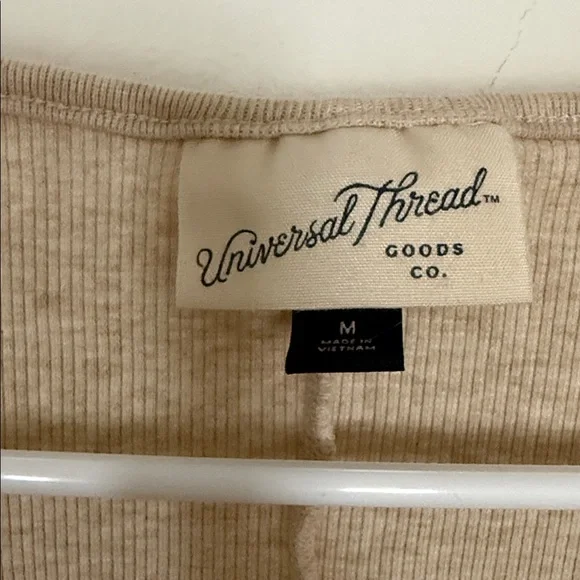 Universal Thread™
GOODS
CO.
M
MADE IN
VIETNAM